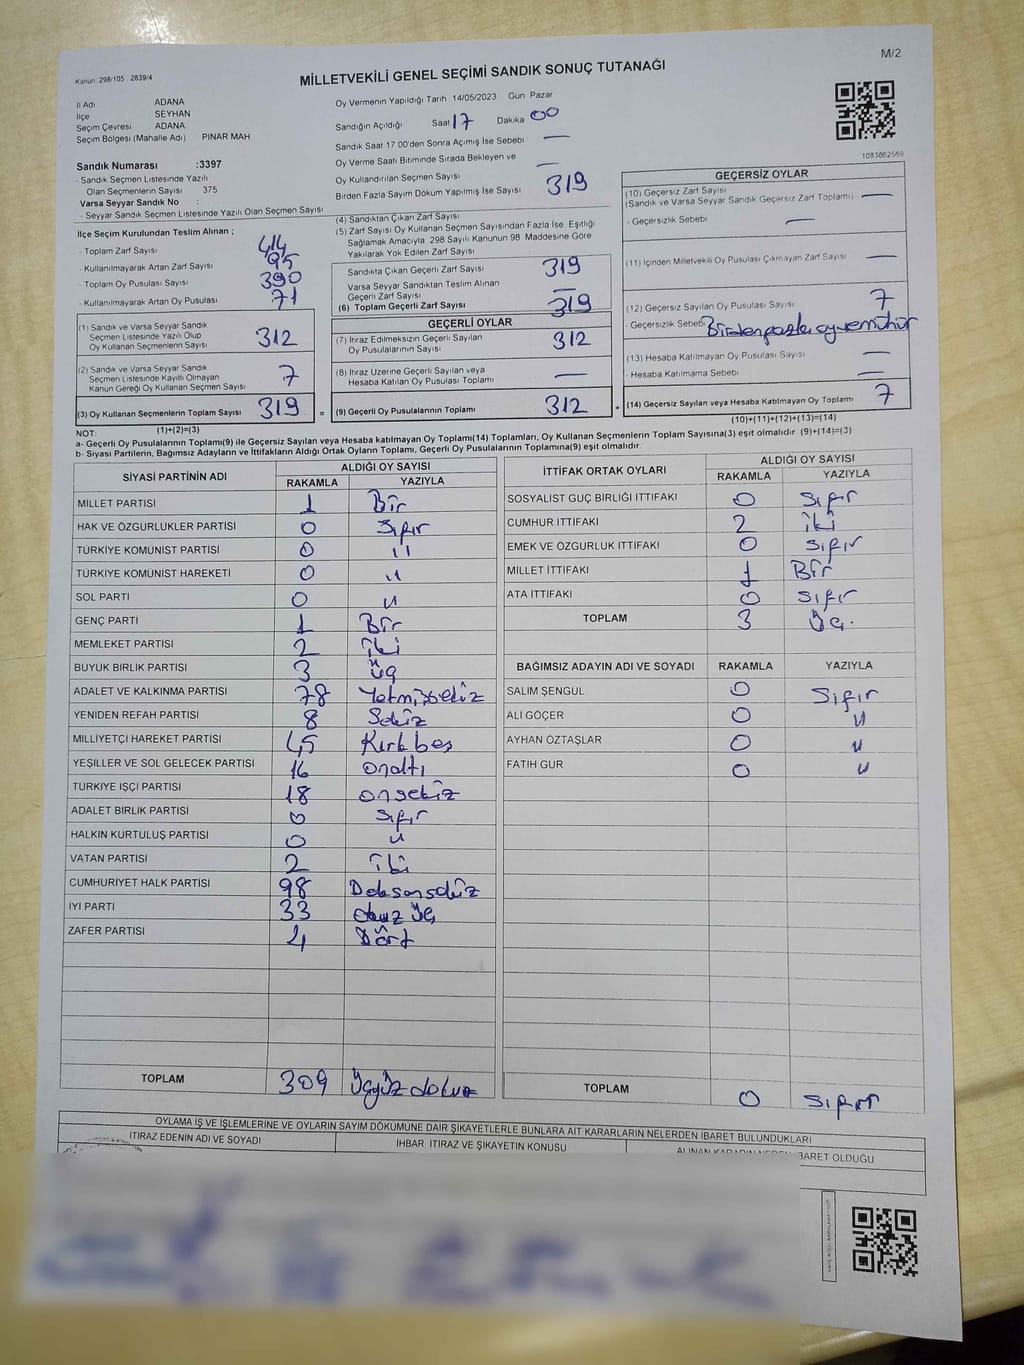 Kanun: 298/105 2839/4
M/2
MİLLETVEKİLİ GENEL SEÇİMİ SANDIK SONUÇ TUTANAĞI
İl Adı ADANA
İlçe SEYHAN
Seçim Çevresi ADANA
Seçim Bölgesi (Mahalle Adı) PINAR MAH
Sandık Numarası :3397
- Sandık Seçmen Listesinde Yazılı
Olan Seçmenlerin Sayısı 375
Varsa Seyyar Sandık No :
- Seyyar Sandık Seçmen Listesinde Yazılı Olan Seçmen Sayısı
İlçe Seçim Kurulundan Teslim Alınan ;
- Toplam Zarf Sayısı 414
- Kullanılmayarak Artan Zarf Sayısı 95
- Toplam Oy Pusulası Sayısı 390
- Kullanılmayarak Artan Oy Pusulası 71
Oy Vermenin Yapıldığı Tarih 14/05/2023 Gün Pazar
Sandığın Açıldığı Saat 17 Dakika 00
Sandık Saat 17.00'den Sonra Açımış İse Sebebi —
Oy Verme Saati Bitiminde Sırada Bekleyen ve
Oy Kullandırılan Seçmen Sayısı —
Birden Fazla Sayım Döküm Yapılmış İse Sayısı
(4) Sandıktan Çıkan Zarf Sayısı 319
(5) Zarf Sayısı Oy Kullanan Seçmen Sayısından Fazla İse, Eşitliği
Sağlamak Amacıyla, 298 Sayılı Kanunun 98. Maddesine Göre
Yakılarak Yok Edilen Zarf Sayısı
Sandıkta Çıkan Geçerli Zarf Sayısı 319
Varsa Seyyar Sandıktan Teslim Alınan
Geçerli Zarf Sayısı —
(6) Toplam Geçerli Zarf Sayısı 319
1083862569
GEÇERSİZ OYLAR
(10) Geçersiz Zarf Sayısı
(Sandık ve Varsa Seyyar Sandık Geçersiz Zarf Toplamı) —
- Geçersizlik Sebebi —
(11) İçinden Milletvekili Oy Pusulası Çıkmayan Zarf Sayısı —
(12) Geçersiz Sayılan Oy Pusulası Sayısı 7
- Geçersizlik Sebebi Birden fazla oy ve mühür
(13) Hesaba Katılmayan Oy Pusulası Sayısı —
- Hesaba Katılmama Sebebi —
(14) Geçersiz Sayılan veya Hesaba Katılmayan Oy Toplamı 7
(10)+(11)+(12)+(13)=(14)
(1) Sandık ve Varsa Seyyar Sandık
Seçmen Listesinde Yazılı Olup
Oy Kullanan Seçmenlerin Sayısı 312
(2) Sandık ve Varsa Seyyar Sandık
Seçmen Listesinde Kayıtlı Olmayan
Kanun Gereği Oy Kullanan Seçmen Sayısı 7
(3) Oy Kullanan Seçmenlerin Toplam Sayısı 319 =
(1)+(2)=(3)
GEÇERLİ OYLAR
(7) İtiraz Edilmeksizin Geçerli Sayılan
Oy Pusulalarının Sayısı 312
(8) İtiraz Üzerine Geçerli Sayılan veya
Hesaba Katılan Oy Pusulası Toplamı —
(9) Geçerli Oy Pusulalarının Toplamı 312 +
NOT:
a- Geçerli Oy Pusulalarının Toplamı(9) ile Geçersiz Sayılan veya Hesaba katılmayan Oy Toplamı(14) Toplamları, Oy Kullanan Seçmenlerin Toplam Sayısına(3) eşit olmalıdır. (9)+(14)=(3)
b- Siyasi Partilerin, Bağımsız Adayların ve İttifakların Aldığı Ortak Oyların Toplamı, Geçerli Oy Pusulalarının Toplamına(9) eşit olmalıdır.
SİYASİ PARTİNİN ADI ALDIĞI OY SAYISI
RAKAMLA YAZIYLA
MİLLET PARTİSİ 1 Bir
HAK VE ÖZGÜRLÜKLER PARTİSİ 0 Sıfır
TÜRKİYE KOMÜNİST PARTİSİ 0 "
TÜRKİYE KOMÜNİST HAREKETİ 0 "
SOL PARTİ 0 "
GENÇ PARTİ 1 Bir
MEMLEKET PARTİSİ 2 iki
BÜYÜK BİRLİK PARTİSİ 3 üç
ADALET VE KALKINMA PARTİSİ 78 Yetmişsekiz
YENİDEN REFAH PARTİSİ 8 Sekiz
MİLLİYETÇİ HAREKET PARTİSİ 45 Kırkbeş
YEŞİLLER VE SOL GELECEK PARTİSİ 16 onaltı
TÜRKİYE İŞÇİ PARTİSİ 18 onsekiz
ADALET BİRLİK PARTİSİ 0 sıfır
HALKIN KURTULUŞ PARTİSİ 0 "
VATAN PARTİSİ 2 iki
CUMHURİYET HALK PARTİSİ 98 Doksansekiz
İYİ PARTİ 33 otuz üç
ZAFER PARTİSİ 4 Dört
TOPLAM 309 Üçyüz dokuz
İTTİFAK ORTAK OYLARI ALDIĞI OY SAYISI
RAKAMLA YAZIYLA
SOSYALİST GÜÇ BİRLİĞİ İTTİFAKI 0 Sıfır
CUMHUR İTTİFAKI 2 iki
EMEK VE ÖZGÜRLÜK İTTİFAKI 0 sıfır
MİLLET İTTİFAKI 1 Bir
ATA İTTİFAKI 0 sıfır
TOPLAM 3 Üç.
BAĞIMSIZ ADAYIN ADI VE SOYADI RAKAMLA YAZIYLA
SALİM ŞENGÜL 0 Sıfır
ALİ GÖÇER 0 "
AYHAN ÖZTAŞLAR 0 "
FATİH GÜR 0 "
TOPLAM 0 sıfır
OYLAMA İŞ VE İŞLEMLERİNE VE OYLARIN SAYIM DÖKÜMÜNE DAİR ŞİKAYETLERLE BUNLARA AİT KARARLARIN NELERDEN İBARET BULUNDUKLARI
İTİRAZ EDENİN ADI VE SOYADI
İHBAR, İTİRAZ VE ŞİKAYETİN KONUSU
ALINAN KARARIN NEDEN İBARET OLDUĞU